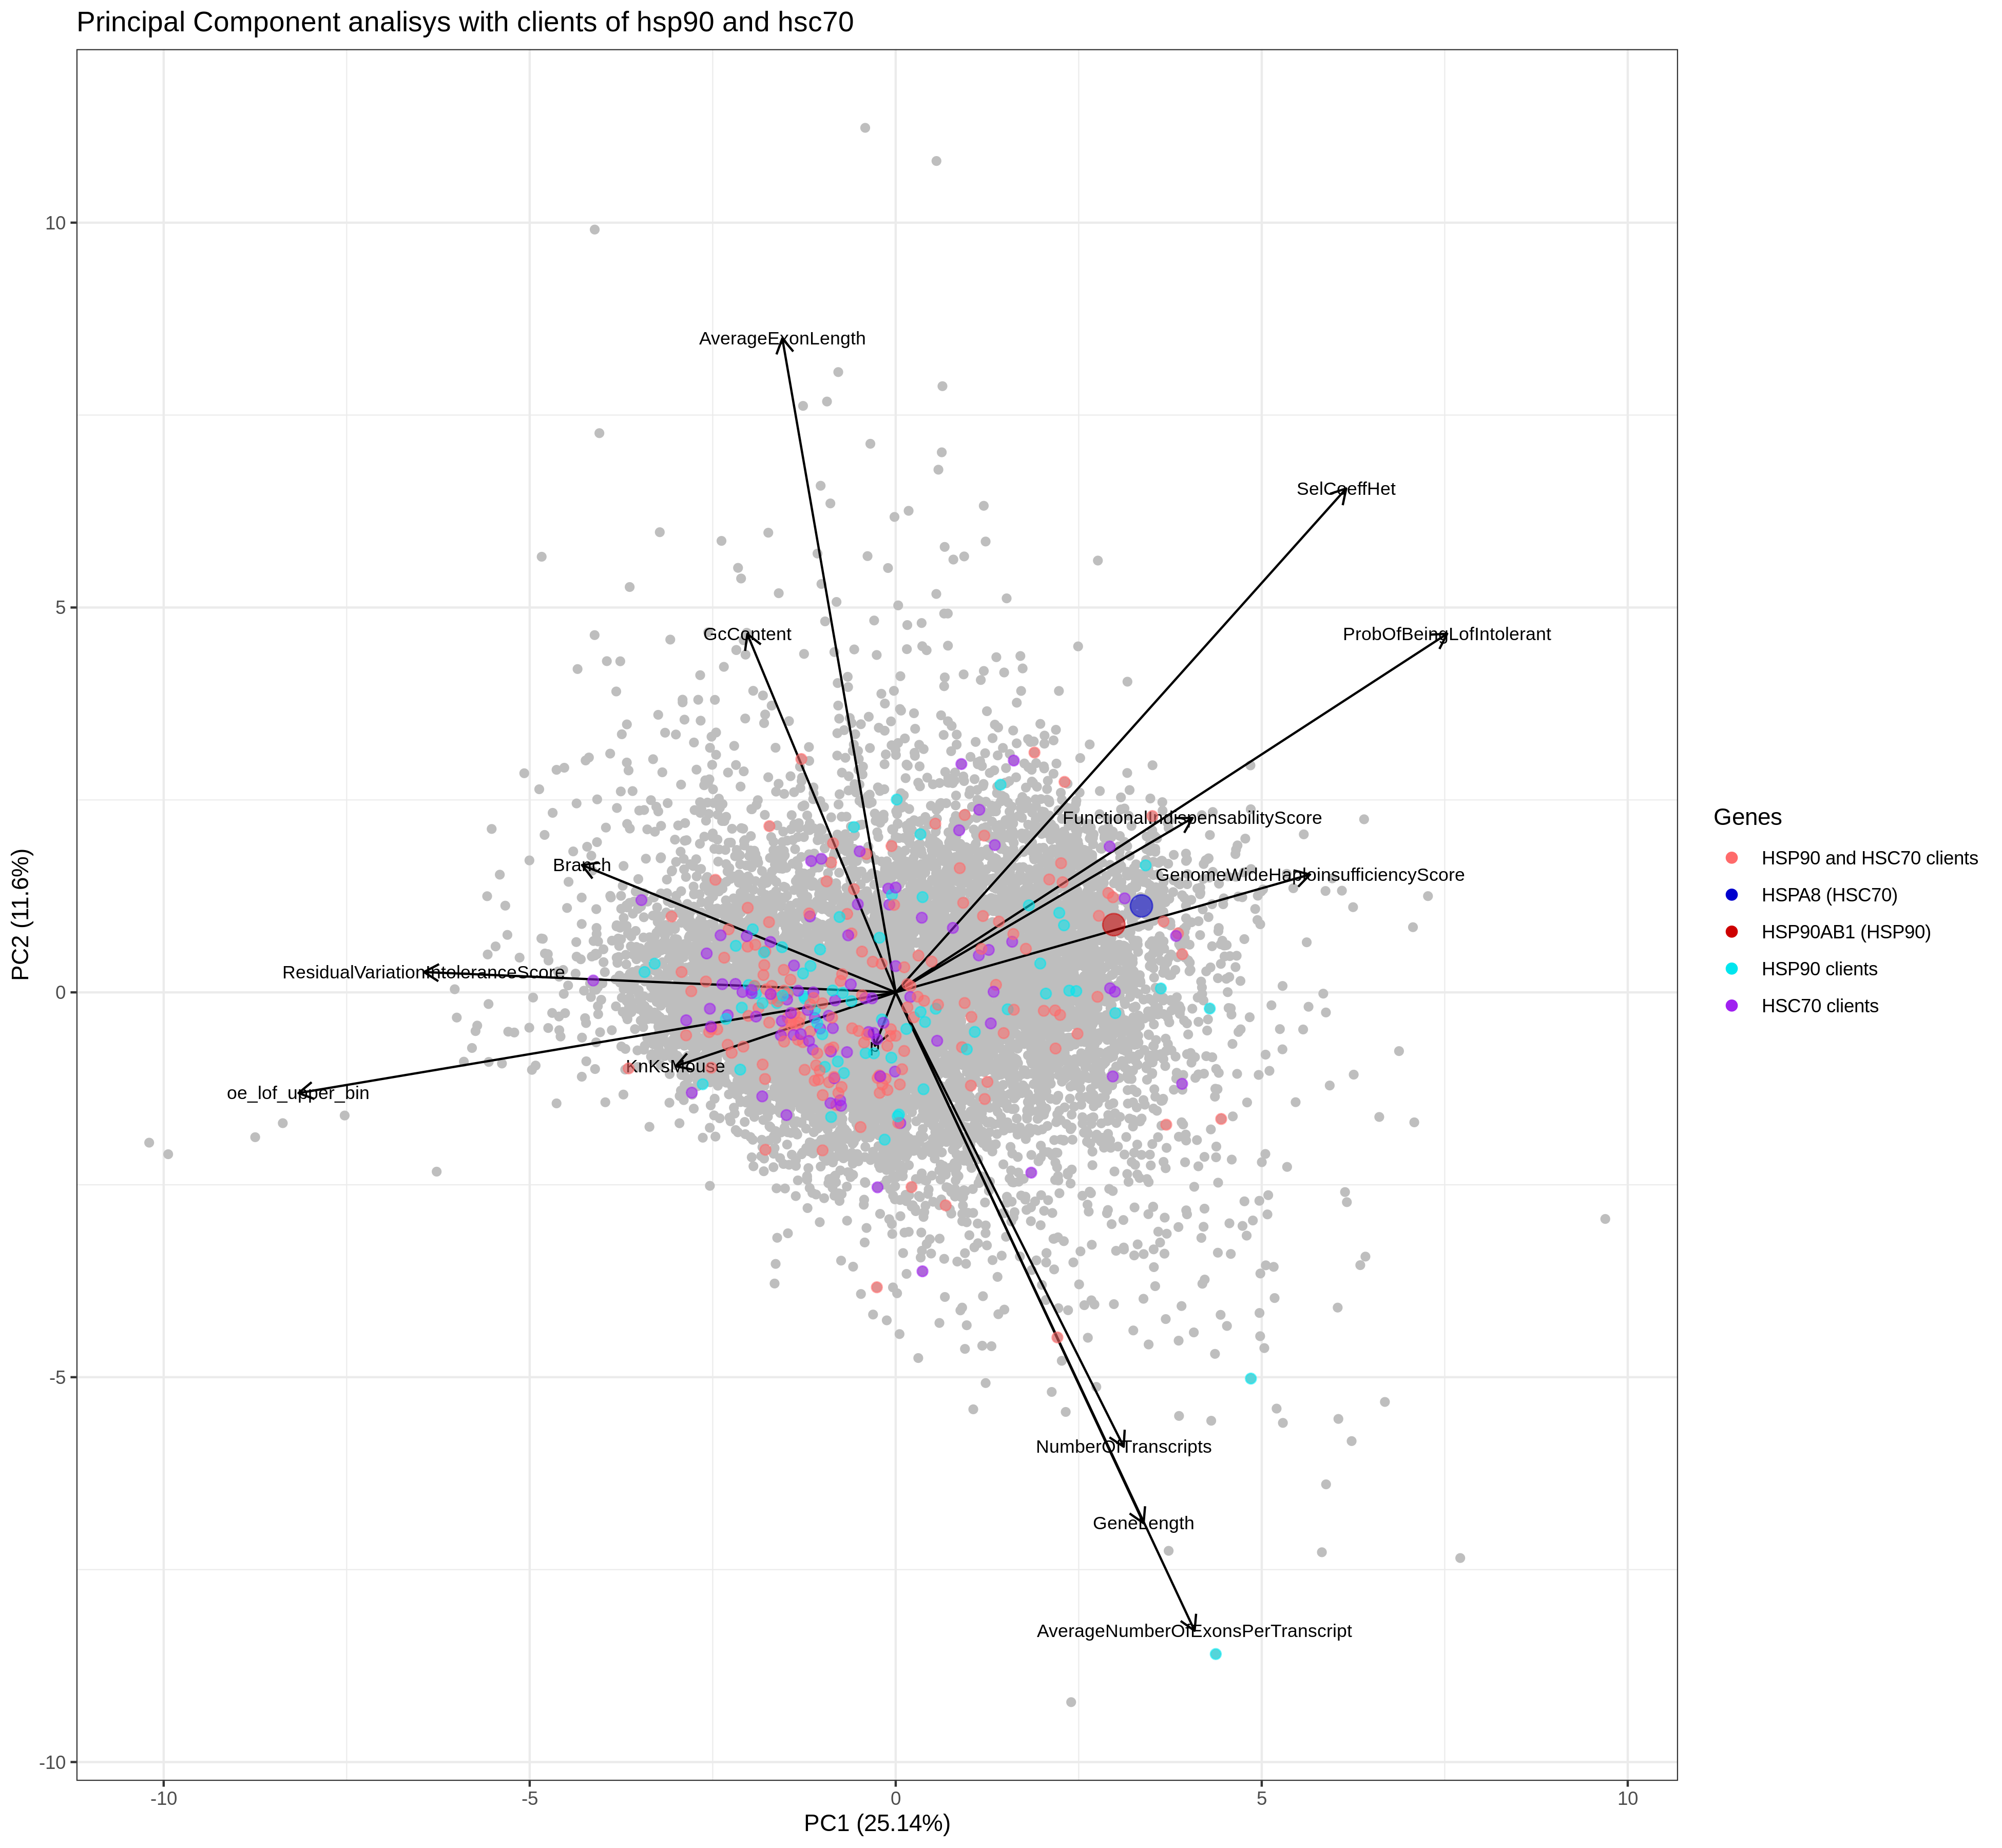 Principal Component analisys with clients of hsp90 and hsc70
PC2 (11.6%)
10
5
0
-5
-10
AverageExonLength
SelCoeffHet
GcContent
ProbOfBeingLofIntolerant
FunctionalIndispensabilityScore
Branch
GenomeWideHaploinsufficiencyScore
ResidualVariationIntoleranceScore
KnKsMouse
oe_lof_upper_bin
NumberOfTranscripts
GeneLength
AverageNumberOfExonsPerTranscript
-10
-5
0
5
10
PC1 (25.14%)
Genes
HSP90 and HSC70 clients
HSPA8 (HSC70)
HSP90AB1 (HSP90)
HSP90 clients
HSC70 clients